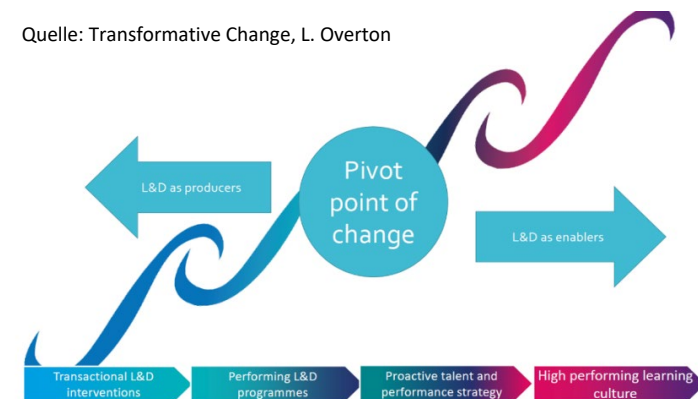 Quelle: Transformative Change, L. Overton
Pivot
point of
change
L&D as producers
L&D as enablers
Transactional L&D
interventions
Performing L&D
programmes
Proactive talent and
performance strategy
High performing learning
culture